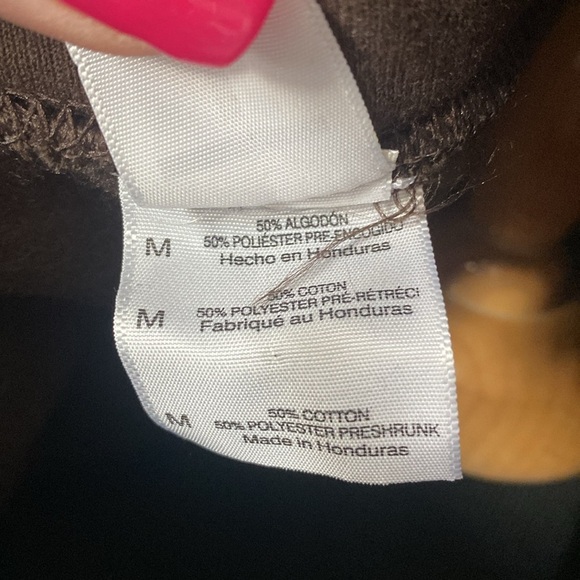 M
50% ALGODÓN
50% POLIÉSTER PRE-ENCOGIDO
Hecho en Honduras
M
50% COTON
50% POLYESTER PRÉ-RÉTRÉCI
Fabriqué au Honduras
M
50% COTTON
50% POLYESTER PRESHRUNK
Made in Honduras